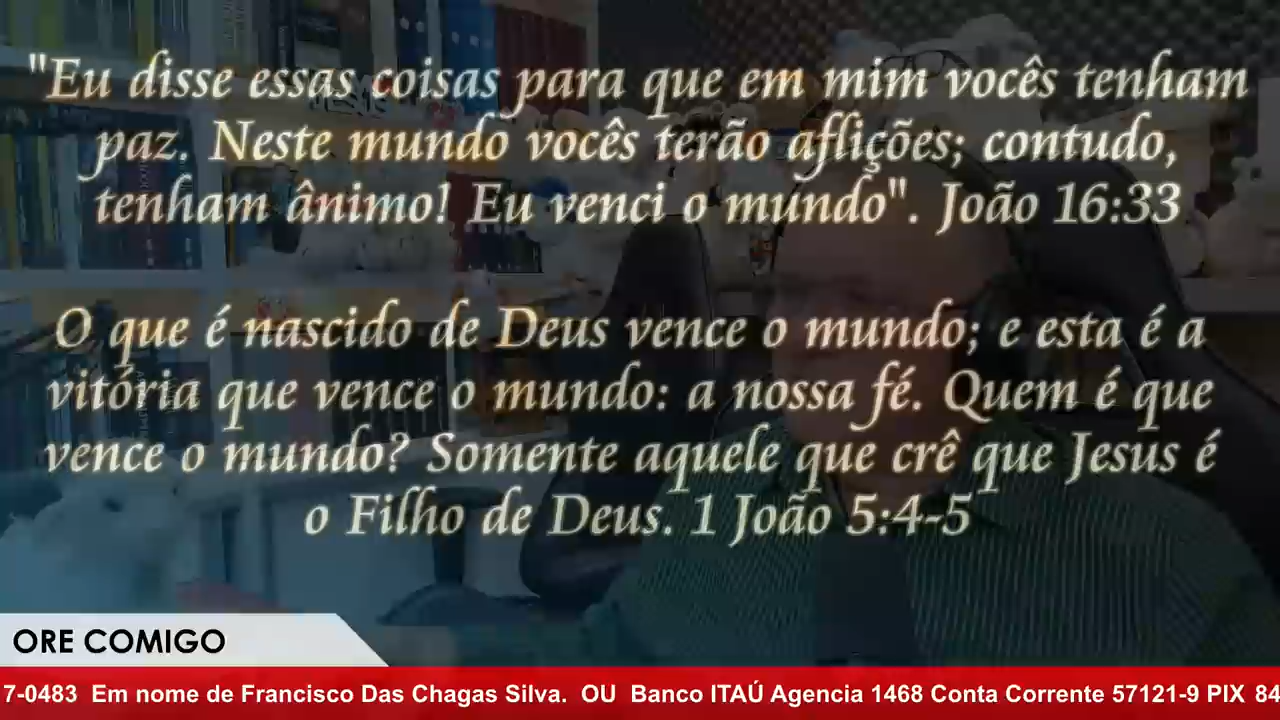 "Eu disse essas coisas para que em mim vocês tenham
paz. Neste mundo vocês terão aflições; contudo,
tenham ânimo! Eu venci o mundo". João 16:33
O que é nascido de Deus vence o mundo; e esta é a
vitória que vence o mundo: a nossa fé. Quem é que
vence o mundo? Somente aquele que crê que Jesus é
o Filho de Deus. 1 João 5:4-5
ORE COMIGO
7-0483 Em nome de Francisco Das Chagas Silva. OU Banco ITAÚ Agencia 1468 Conta Corrente 57121-9 PIX 84